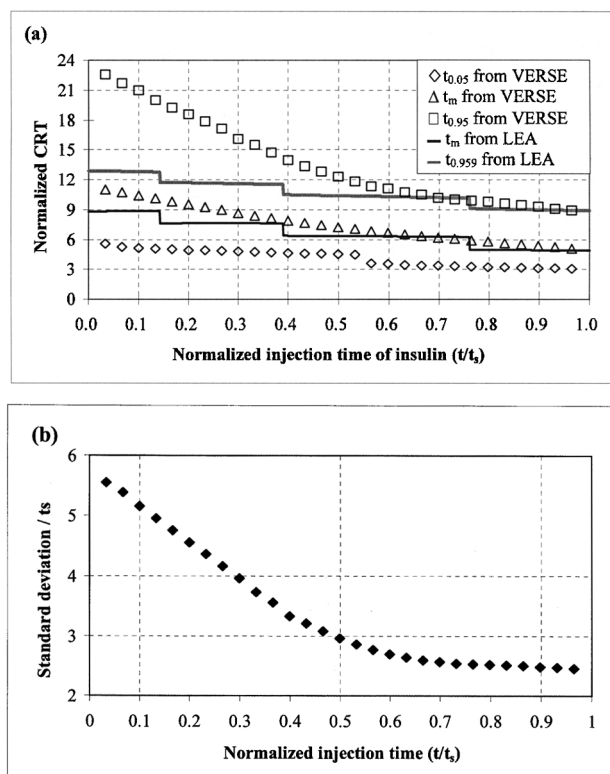 (a)
24
21
18
15
12
9
6
3
0
Normalized CRT
t0.05 from VERSE
tm from VERSE
t0.95 from VERSE
tm from LEA
t0.959 from LEA
0.0 0.1 0.2 0.3 0.4 0.5 0.6 0.7 0.8 0.9 1.0
Normalized injection time of insulin (t/ts)
(b)
6
5
4
3
2
Standard deviation / ts
0 0.1 0.2 0.3 0.4 0.5 0.6 0.7 0.8 0.9 1
Normalized injection time (t/ts)